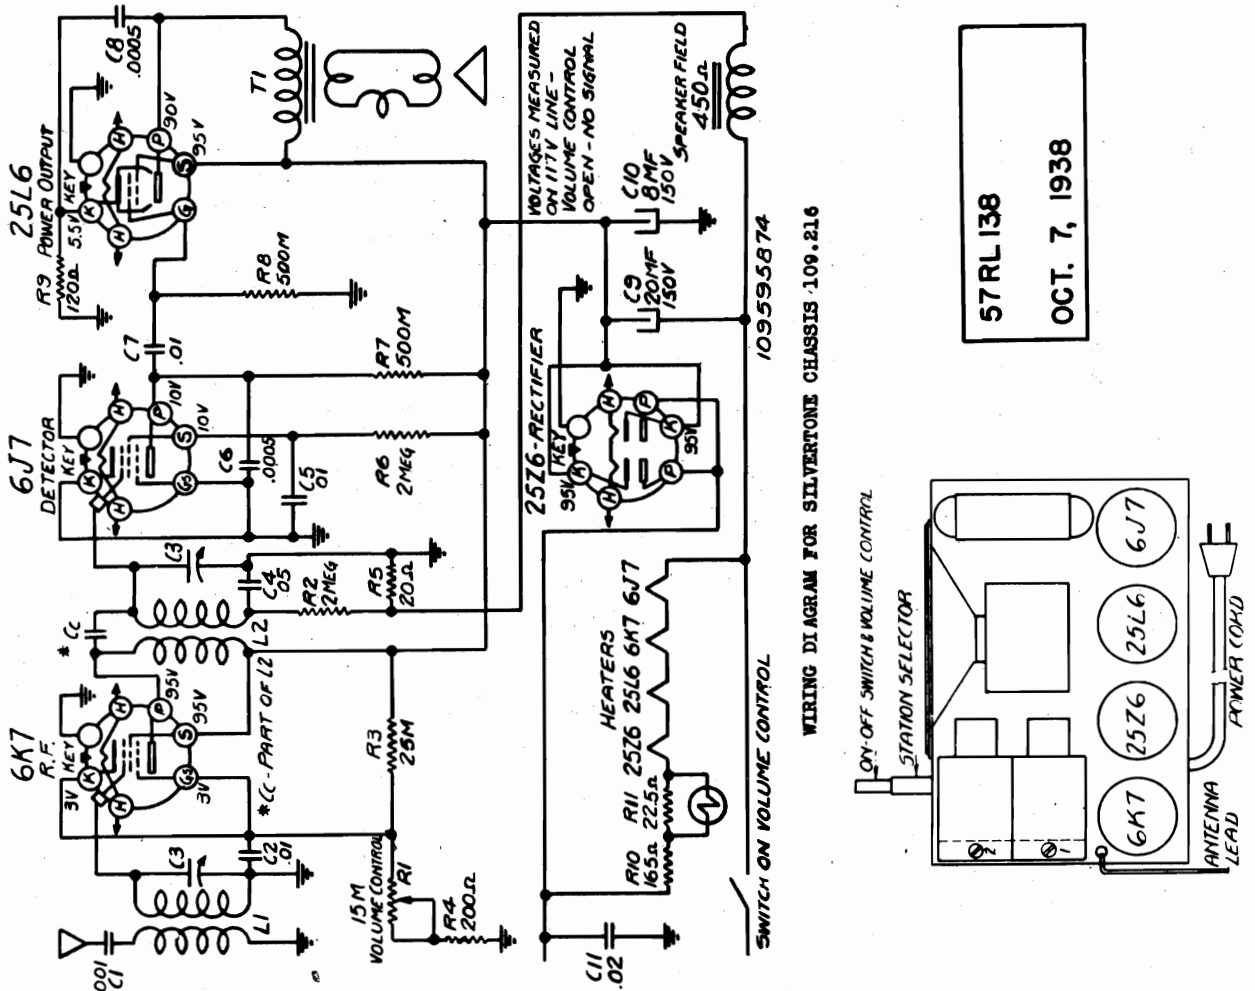 6K7
R.F.
KEY
3V
K
H
H
P
95V
S
95V
GS
3V
*Cc-PART OF L2
C3
C2
.01
L1
.001
C1
15M
VOLUME CONTROL
R1
R4
200Ω
R3
25M
*Cc
L2
6J7
DETECTOR
KEY
K
H
H
P
10V
S
10V
GS
C3
C4
.05
R2
2MEG
R5
20Ω
C6
.0005
C5
.01
R6
2MEG
R7
500M
C7
.01
25L6
POWER OUTPUT
KEY
R9
120Ω
5.5V
K
H
H
P
90V
S
95V
G
C8
.0005
R8
500M
T1
VOLTAGES MEASURED
ON 117V LINE -
VOLUME CONTROL
OPEN - NO SIGNAL
25Z6-RECTIFIER
KEY
95V
K
H
H
P
K
95V
P
C9
20MF
150V
C10
8MF
150V
SPEAKER FIELD
450Ω
109595874
HEATERS
R10
165Ω
R11
22.5Ω
25Z6 25L6 6K7 6J7
C11
.02
SWITCH ON VOLUME CONTROL
WIRING DIAGRAM FOR SILVERTONE CHASSIS 109.216
57RL138
OCT. 7, 1938
ON-OFF SWITCH & VOLUME CONTROL
STATION SELECTOR
2
1
6K7
25Z6
25L6
6J7
ANTENNA
LEAD
POWER CORD